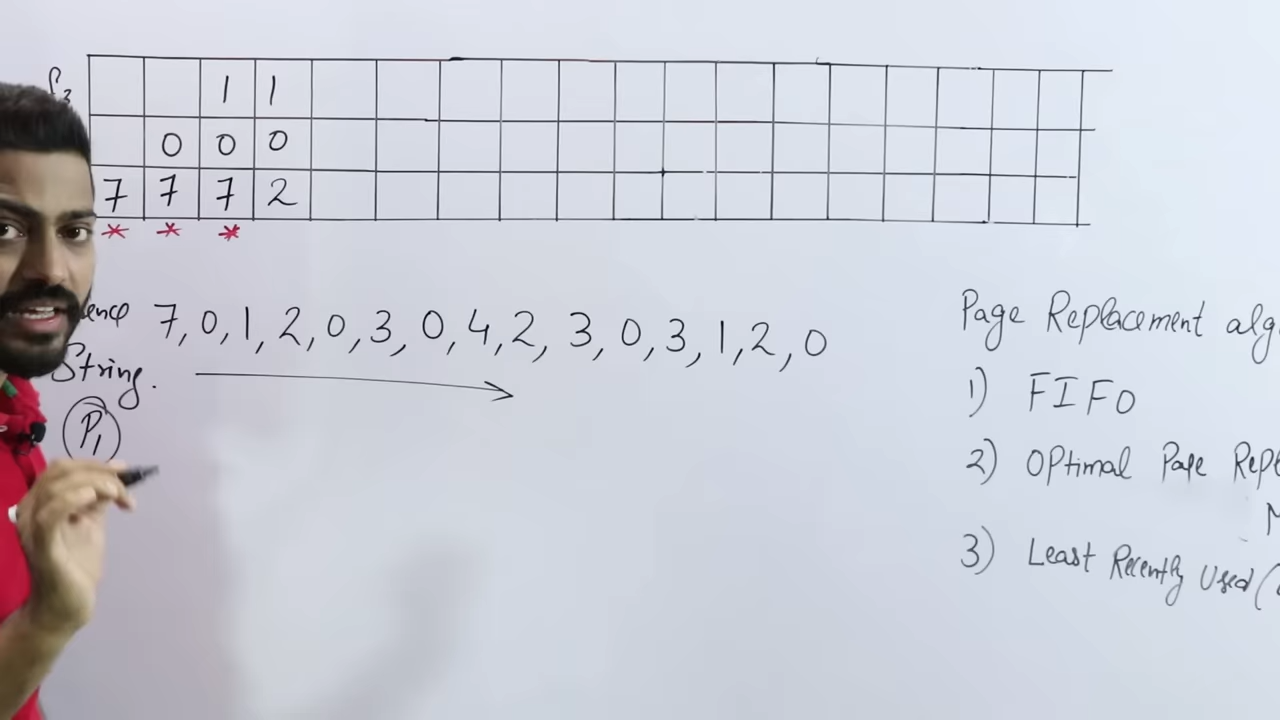 f3
1 1
0 0 0
7 7 7 2
* * *
7, 0, 1, 2, 0, 3, 0, 4, 2, 3, 0, 3, 1, 2, 0
String.
P1
Page Replacement alg
1) FIFO
2) Optimal Page Repl
3) Least Recently Used (